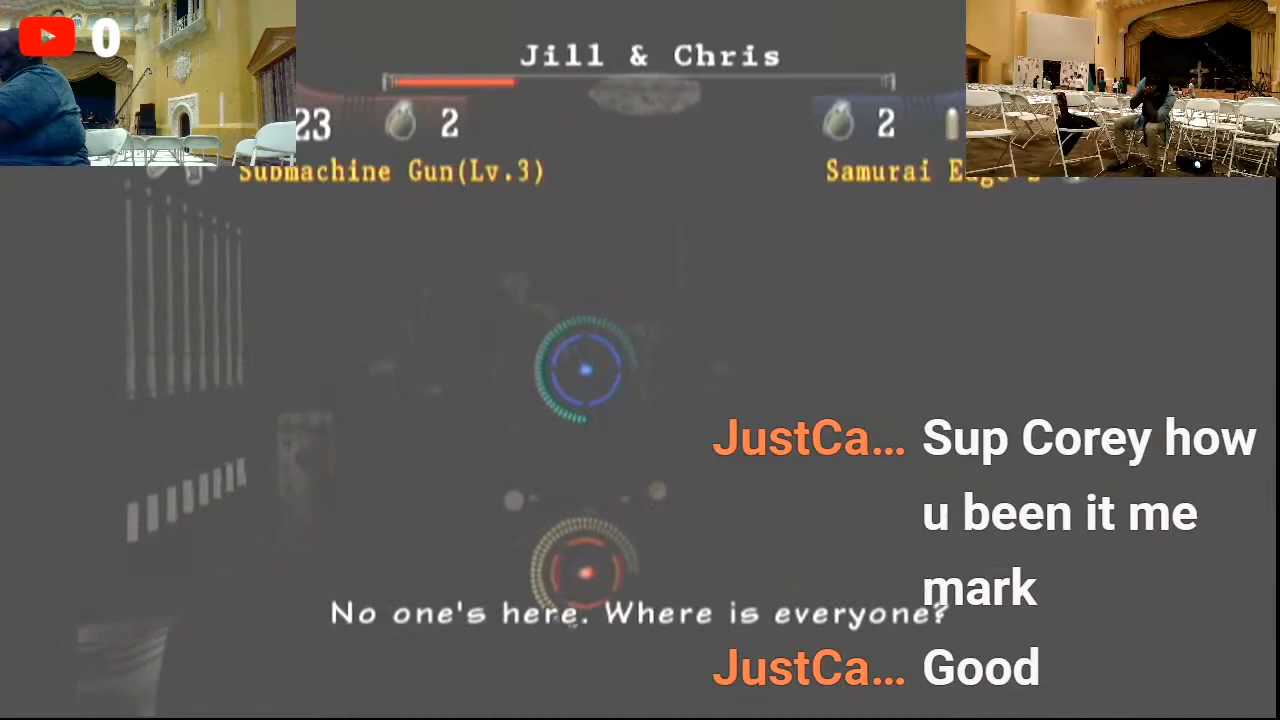 0
Jill & Chris
23 2 2
Submachine Gun(Lv.3) Samurai
JustCa… Sup Corey how
u been it me
mark
No one's here. Where is everyone?
JustCa… Good